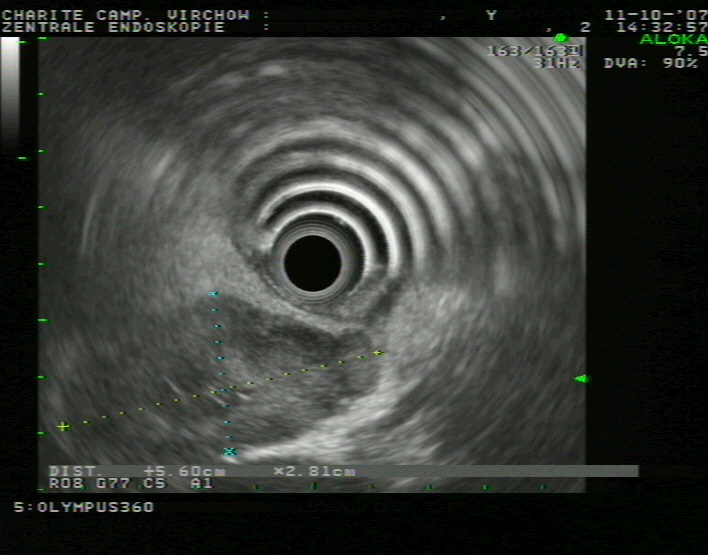 CHARITE CAMP. VIRCHOW :    ,   Y   11-10-'07
ZENTRALE ENDOSKOPIE   :   , 2   14:32:57
ALOKA
163/163   7.5
31Hz   DVA: 90%
DIST.   +5.60cm   ×2.81cm
R08 G77 C5 A1
5:OLYMPUS360